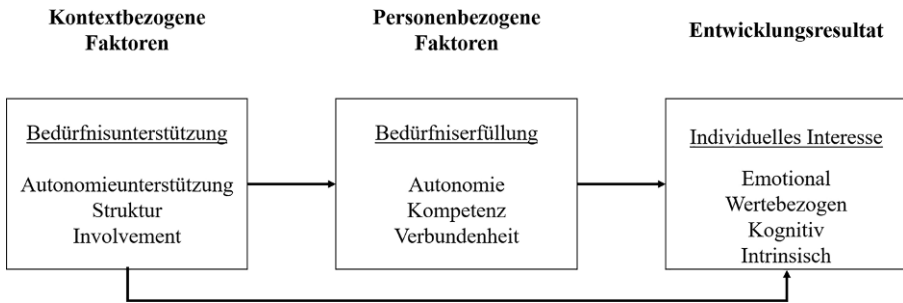 Kontextbezogene
Faktoren
Personenbezogene
Faktoren
Entwicklungsresultat
Bedürfnisunterstützung
Autonomieunterstützung
Struktur
Involvement
Bedürfniserfüllung
Autonomie
Kompetenz
Verbundenheit
Individuelles Interesse
Emotional
Wertebezogen
Kognitiv
Intrinsisch